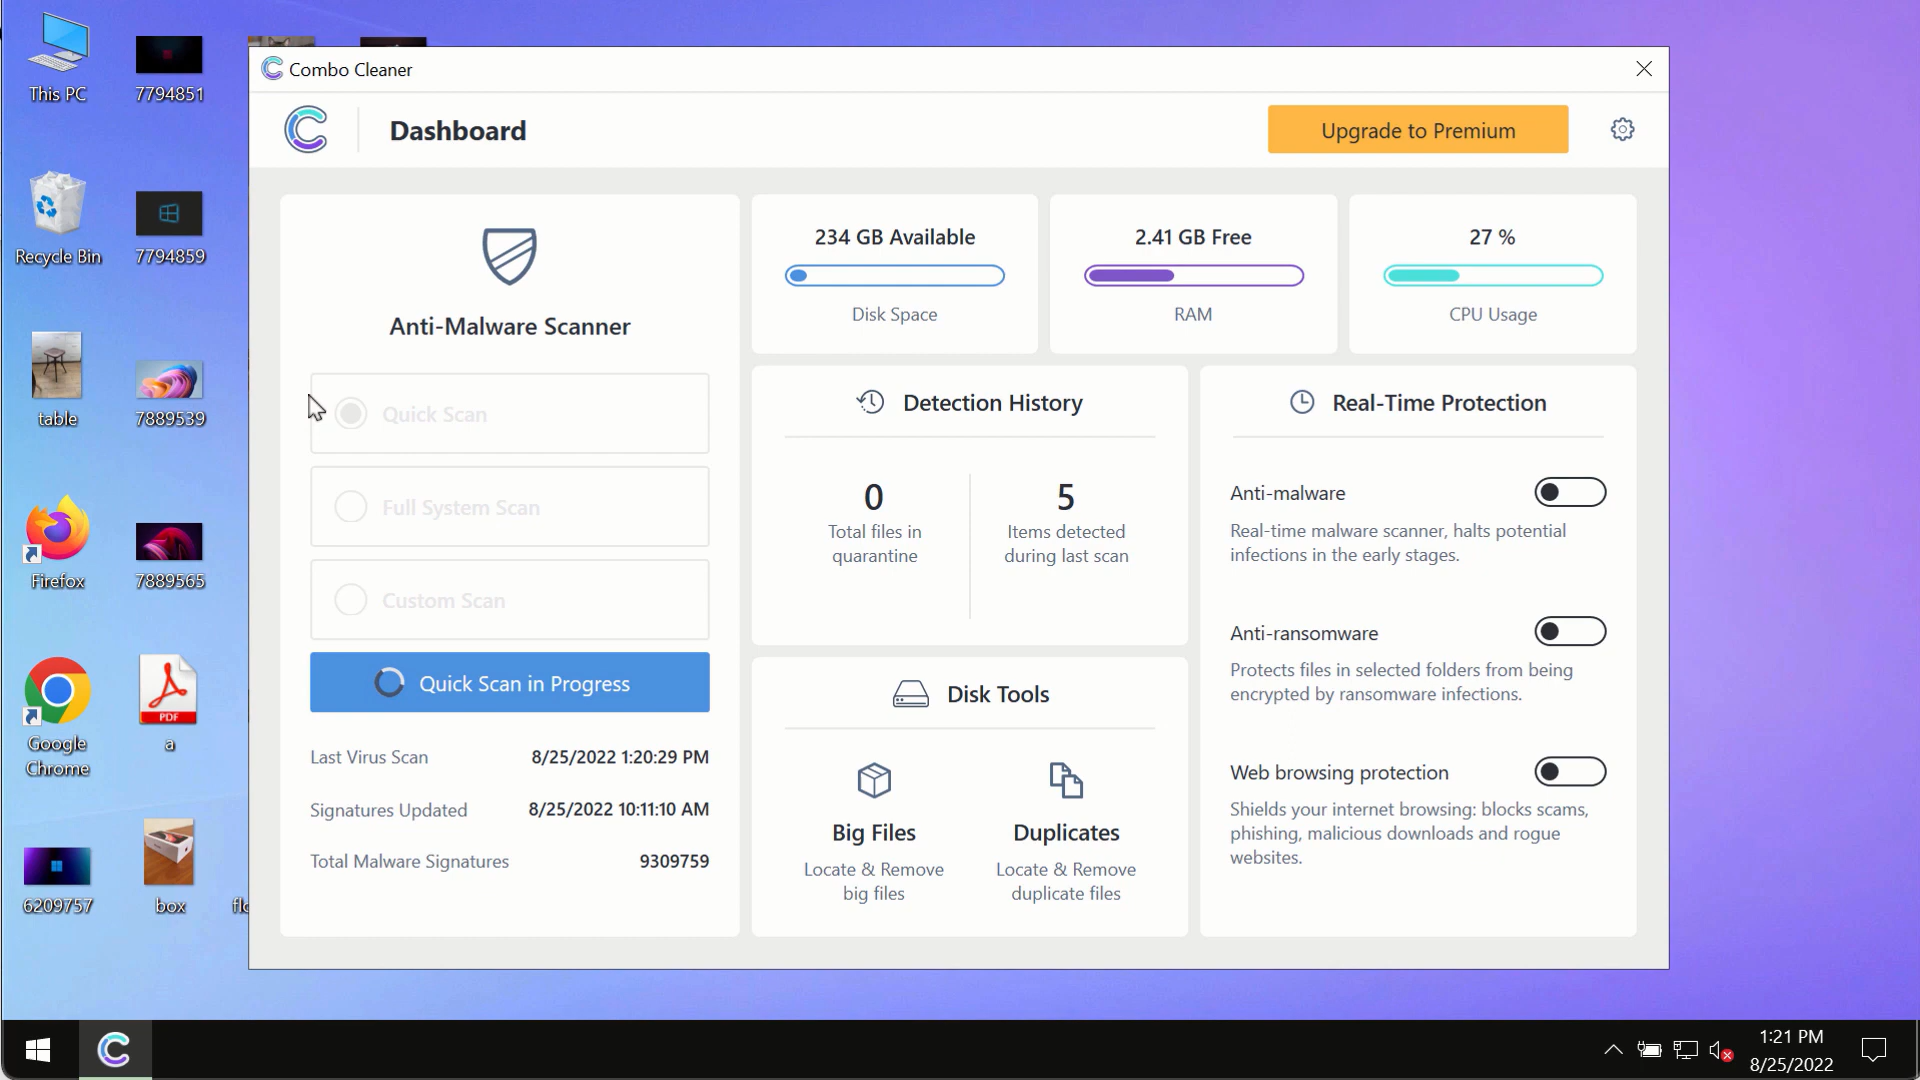 This PC
7794851
Recycle Bin
7794859
table
7889539
Firefox
7889565
Google
Chrome
PDF
a
6209757
box
Combo Cleaner
Dashboard
Upgrade to Premium
Anti-Malware Scanner
Quick Scan
Full System Scan
Custom Scan
Quick Scan in Progress
Last Virus Scan 8/25/2022 1:20:29 PM
Signatures Updated 8/25/2022 10:11:10 AM
Total Malware Signatures 9309759
234 GB Available
Disk Space
2.41 GB Free
RAM
27 %
CPU Usage
Detection History
0
Total files in
quarantine
5
Items detected
during last scan
Disk Tools
Big Files
Locate & Remove
big files
Duplicates
Locate & Remove
duplicate files
Real-Time Protection
Anti-malware
Real-time malware scanner, halts potential
infections in the early stages.
Anti-ransomware
Protects files in selected folders from being
encrypted by ransomware infections.
Web browsing protection
Shields your internet browsing: blocks scams,
phishing, malicious downloads and rogue
websites.
1:21 PM
8/25/2022